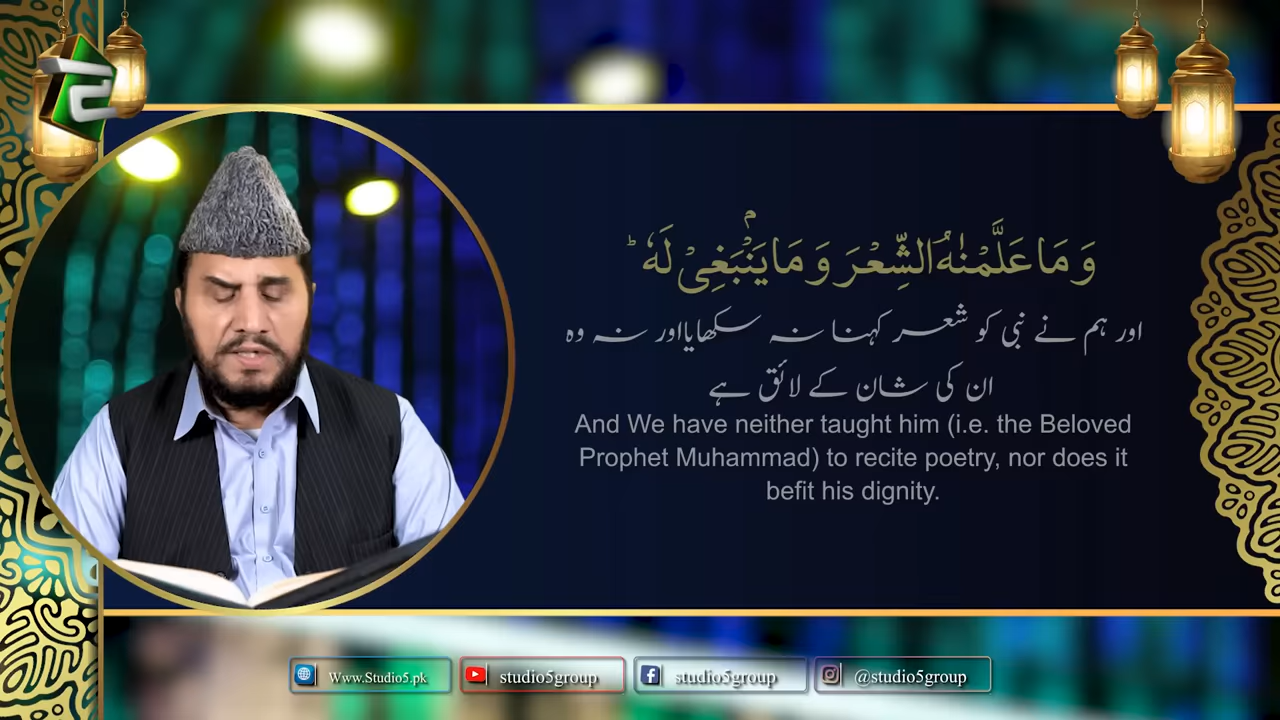 وَ مَا عَلَّمْنٰهُ الشِّعْرَ وَ مَا یَنْۢبَغِیْ لَهٗ ؕ
اور ہم نے نبی کو شعر کہنا نہ سکھایا اور نہ وہ
ان کی شان کے لائق ہے
And We have neither taught him (i.e. the Beloved
Prophet Muhammad) to recite poetry, nor does it
befit his dignity.
Www.Studio5.pk
studio5group
studio5group
@studio5group